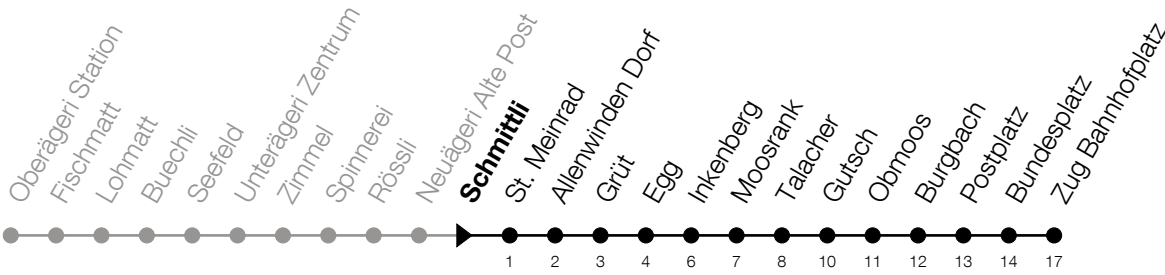 Oberägeri Station
Fischmatt
Lohmatt
Buechli
Seefeld
Unterägeri Zentrum
Zimmel
Spinnerei
Rössli
Neuägeri Alte Post
Schmittli
St. Meinrad
Allenwinden Dorf
Grüt
Egg
Inkenberg
Moosrank
Talacher
Gutsch
Obmoos
Burgbach
Postplatz
Bundesplatz
Zug Bahnhofplatz
1 2 3 4 6 7 8 10 11 12 13 14 17